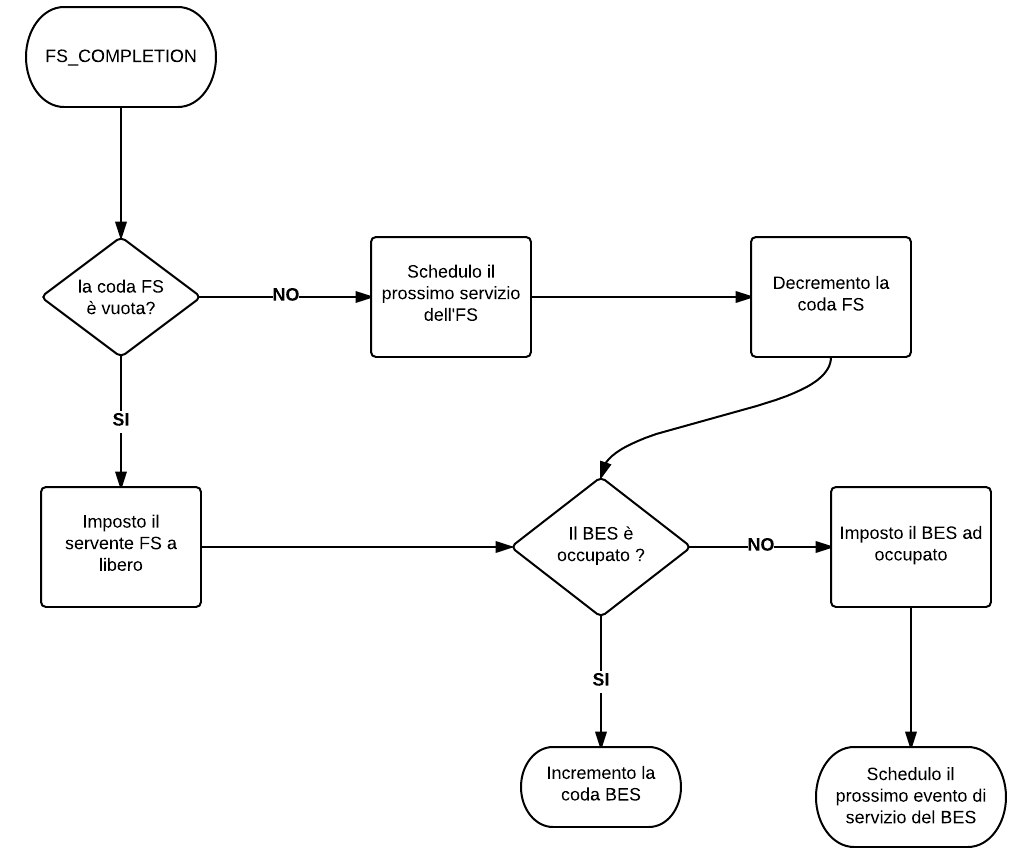 FS_COMPLETION
la coda FS
è vuota?
NO
Schedulo il
prossimo servizio
dell'FS
Decremento la
coda FS
SI
Imposto il
servente FS a
libero
Il BES è
occupato ?
NO
Imposto il BES ad
occupato
SI
Incremento la
coda BES
Schedulo il
prossimo evento di
servizio del BES